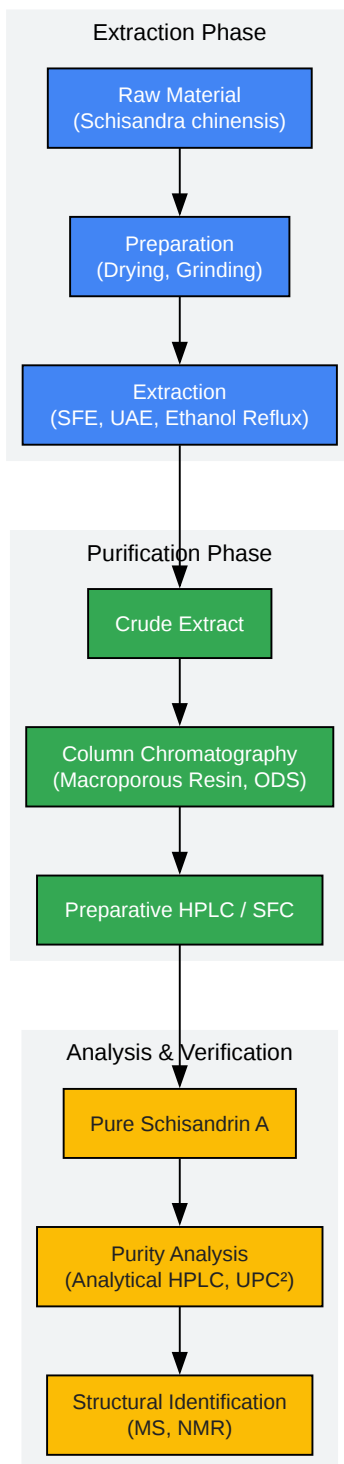 Extraction Phase
Raw Material
(Schisandra chinensis)
Preparation
(Drying, Grinding)
Extraction
(SFE, UAE, Ethanol Reflux)
Purification Phase
Crude Extract
Column Chromatography
(Macroporous Resin, ODS)
Preparative HPLC / SFC
Analysis & Verification
Pure Schisandrin A
Purity Analysis
(Analytical HPLC, UPC²)
Structural Identification
(MS, NMR)